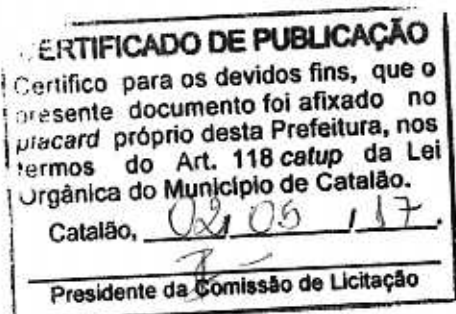 CERTIFICADO DE PUBLICAÇÃO
Certifico para os devidos fins, que o
presente documento foi afixado no
placard próprio desta Prefeitura, nos
termos do Art. 118 catup da Lei
Orgânica do Município de Catalão.
Catalão, 02, 05 , 17.
Presidente da Comissão de Licitação